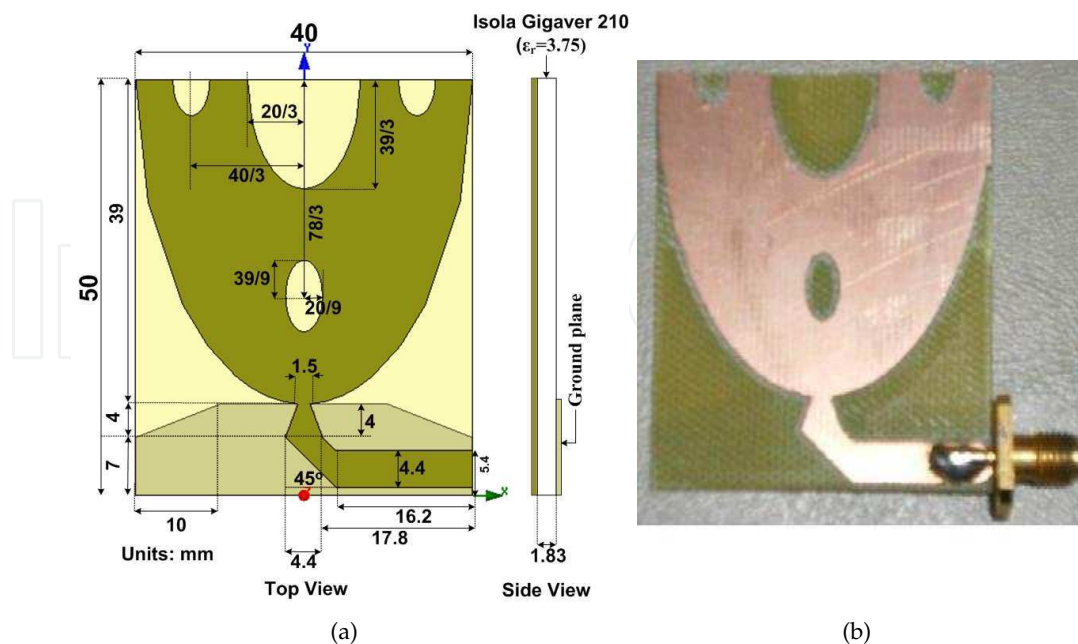 Isola Gigaver 210
(εr=3.75)
40
Y
20/3
39/3
40/3
39
78/3
50
39/9
20/9
1.5
Ground plane
4
4
7
4.4
5.4
45º
X
16.2
10
17.8
Units: mm
4.4
1.83
Top View
Side View
(a)
(b)